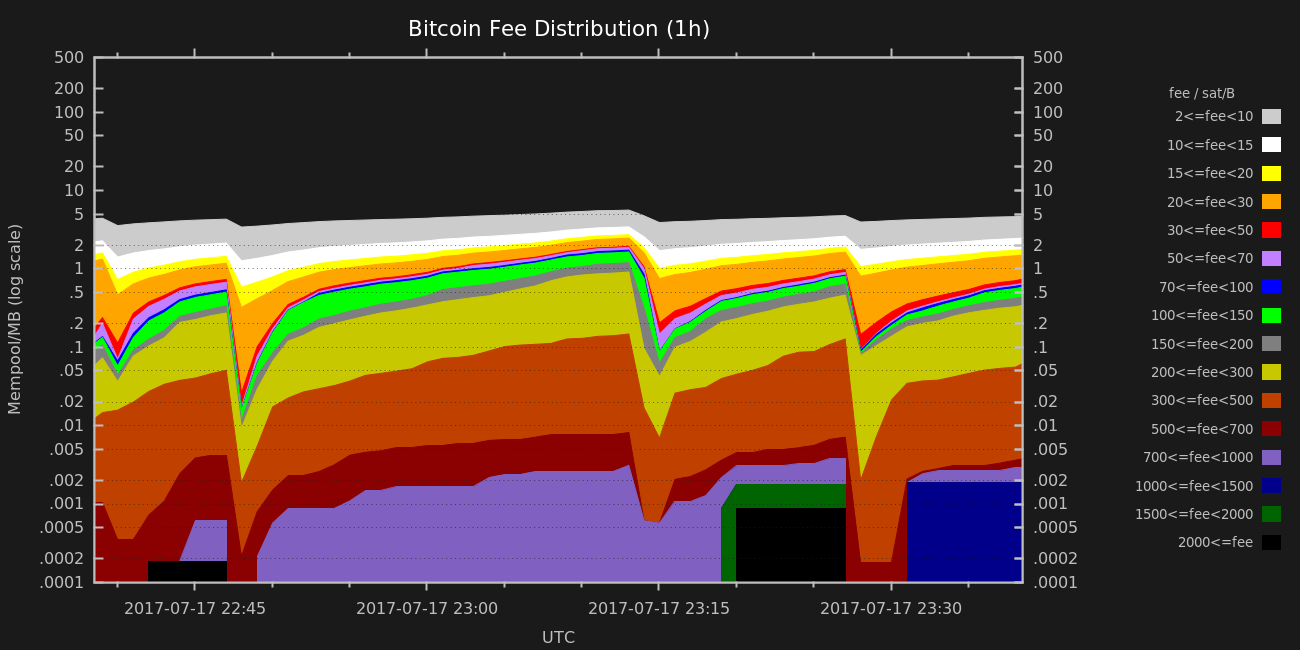 Bitcoin Fee Distribution (1h)
Mempool/MB (log scale)
500
200
100
50
20
10
5
2
1
.5
.2
.1
.05
.02
.01
.005
.002
.001
.0005
.0002
.0001
500
200
100
50
20
10
5
2
1
.5
.2
.1
.05
.02
.01
.005
.002
.001
.0005
.0002
.0001
2017-07-17 22:45
2017-07-17 23:00
2017-07-17 23:15
2017-07-17 23:30
UTC
fee / sat/B
2<=fee<10
10<=fee<15
15<=fee<20
20<=fee<30
30<=fee<50
50<=fee<70
70<=fee<100
100<=fee<150
150<=fee<200
200<=fee<300
300<=fee<500
500<=fee<700
700<=fee<1000
1000<=fee<1500
1500<=fee<2000
2000<=fee